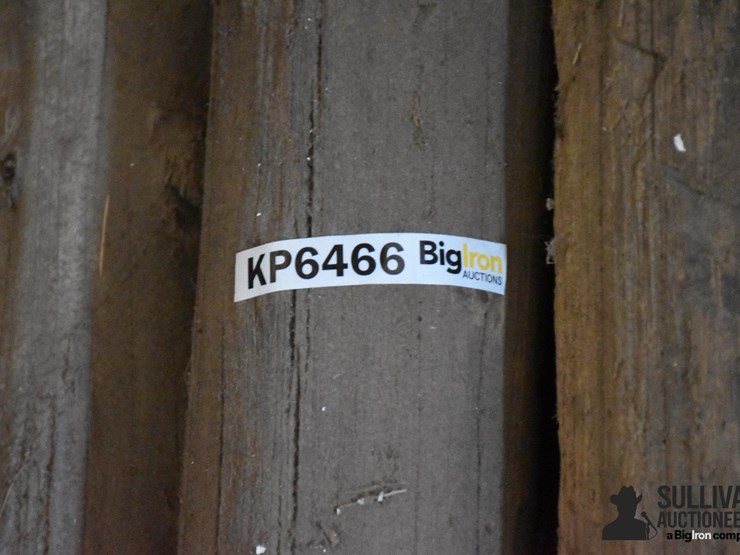 KP6466 BigIron
AUCTIONS
SULLIVA
AUCTIONEE
a BigIron comp